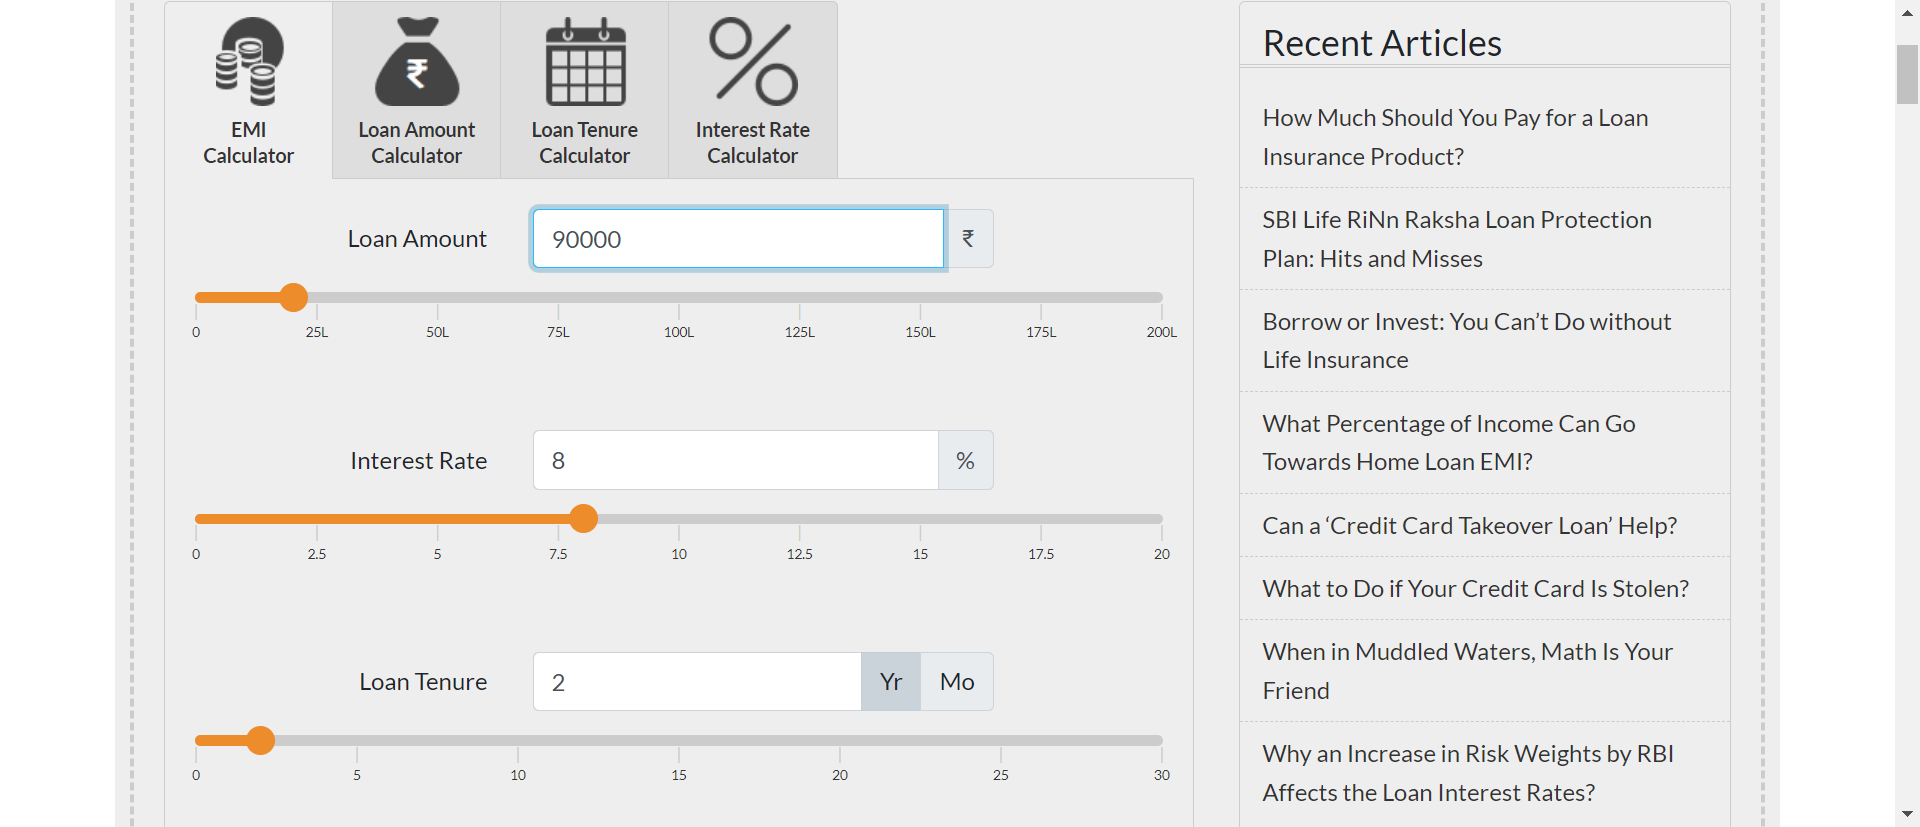 EMI
Calculator
Loan Amount
Calculator
Loan Tenure
Calculator
Interest Rate
Calculator
Loan Amount
90000
₹
0 25L 50L 75L 100L 125L 150L 175L 200L
Interest Rate
8
%
0 2.5 5 7.5 10 12.5 15 17.5 20
Loan Tenure
2
Yr
Mo
0 5 10 15 20 25 30
Recent Articles
How Much Should You Pay for a Loan
Insurance Product?
SBI Life RiNn Raksha Loan Protection
Plan: Hits and Misses
Borrow or Invest: You Can’t Do without
Life Insurance
What Percentage of Income Can Go
Towards Home Loan EMI?
Can a ‘Credit Card Takeover Loan’ Help?
What to Do if Your Credit Card Is Stolen?
When in Muddled Waters, Math Is Your
Friend
Why an Increase in Risk Weights by RBI
Affects the Loan Interest Rates?